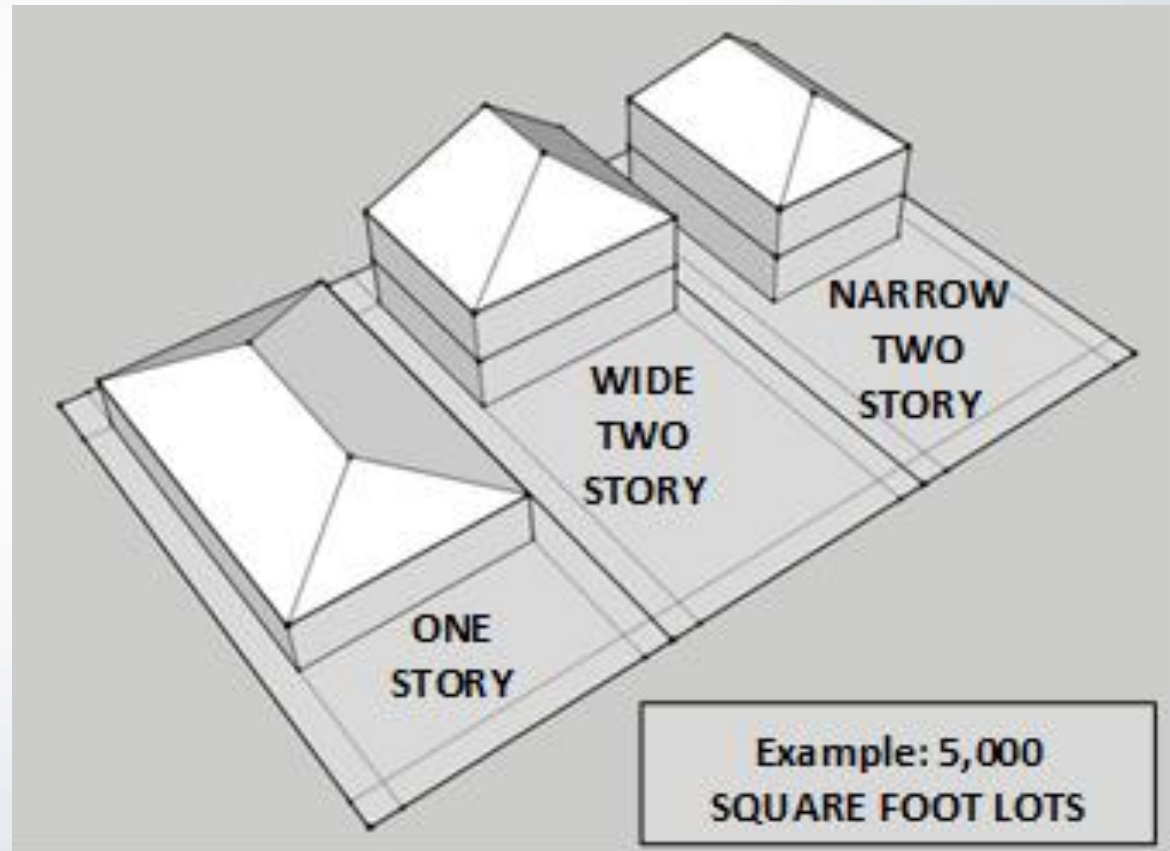 NARROW
TWO
STORY
WIDE
TWO
STORY
ONE
STORY
Example: 5,000
SQUARE FOOT LOTS